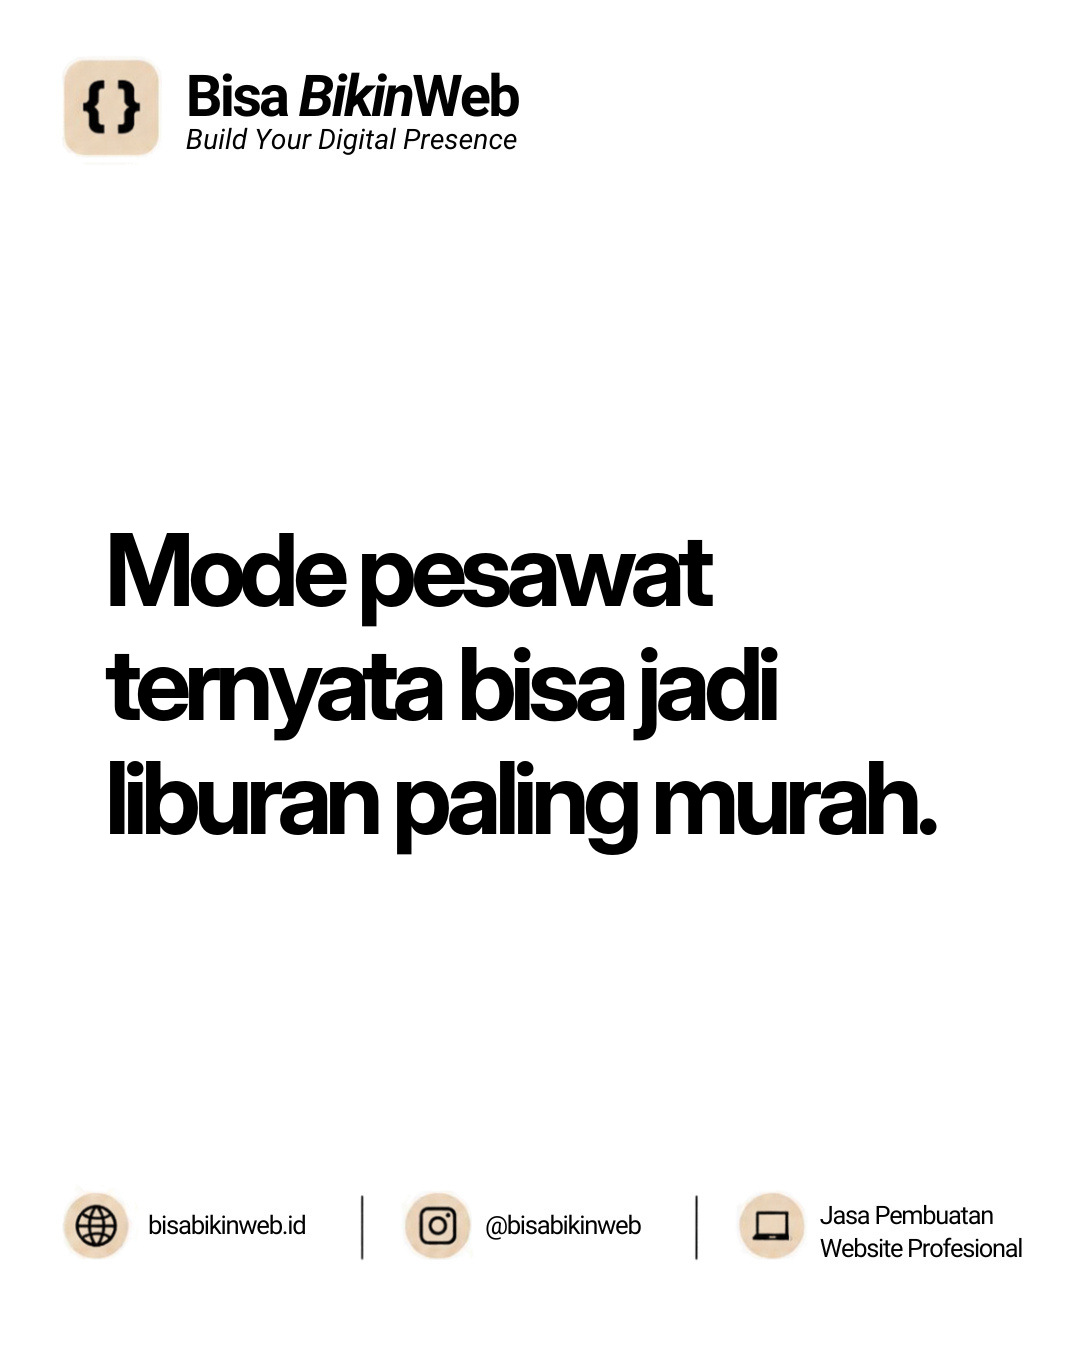 { }
Bisa BikinWeb
Build Your Digital Presence
Mode pesawat
ternyata bisa jadi
liburan paling murah.
bisabikinweb.id
@bisabikinweb
Jasa Pembuatan
Website Profesional